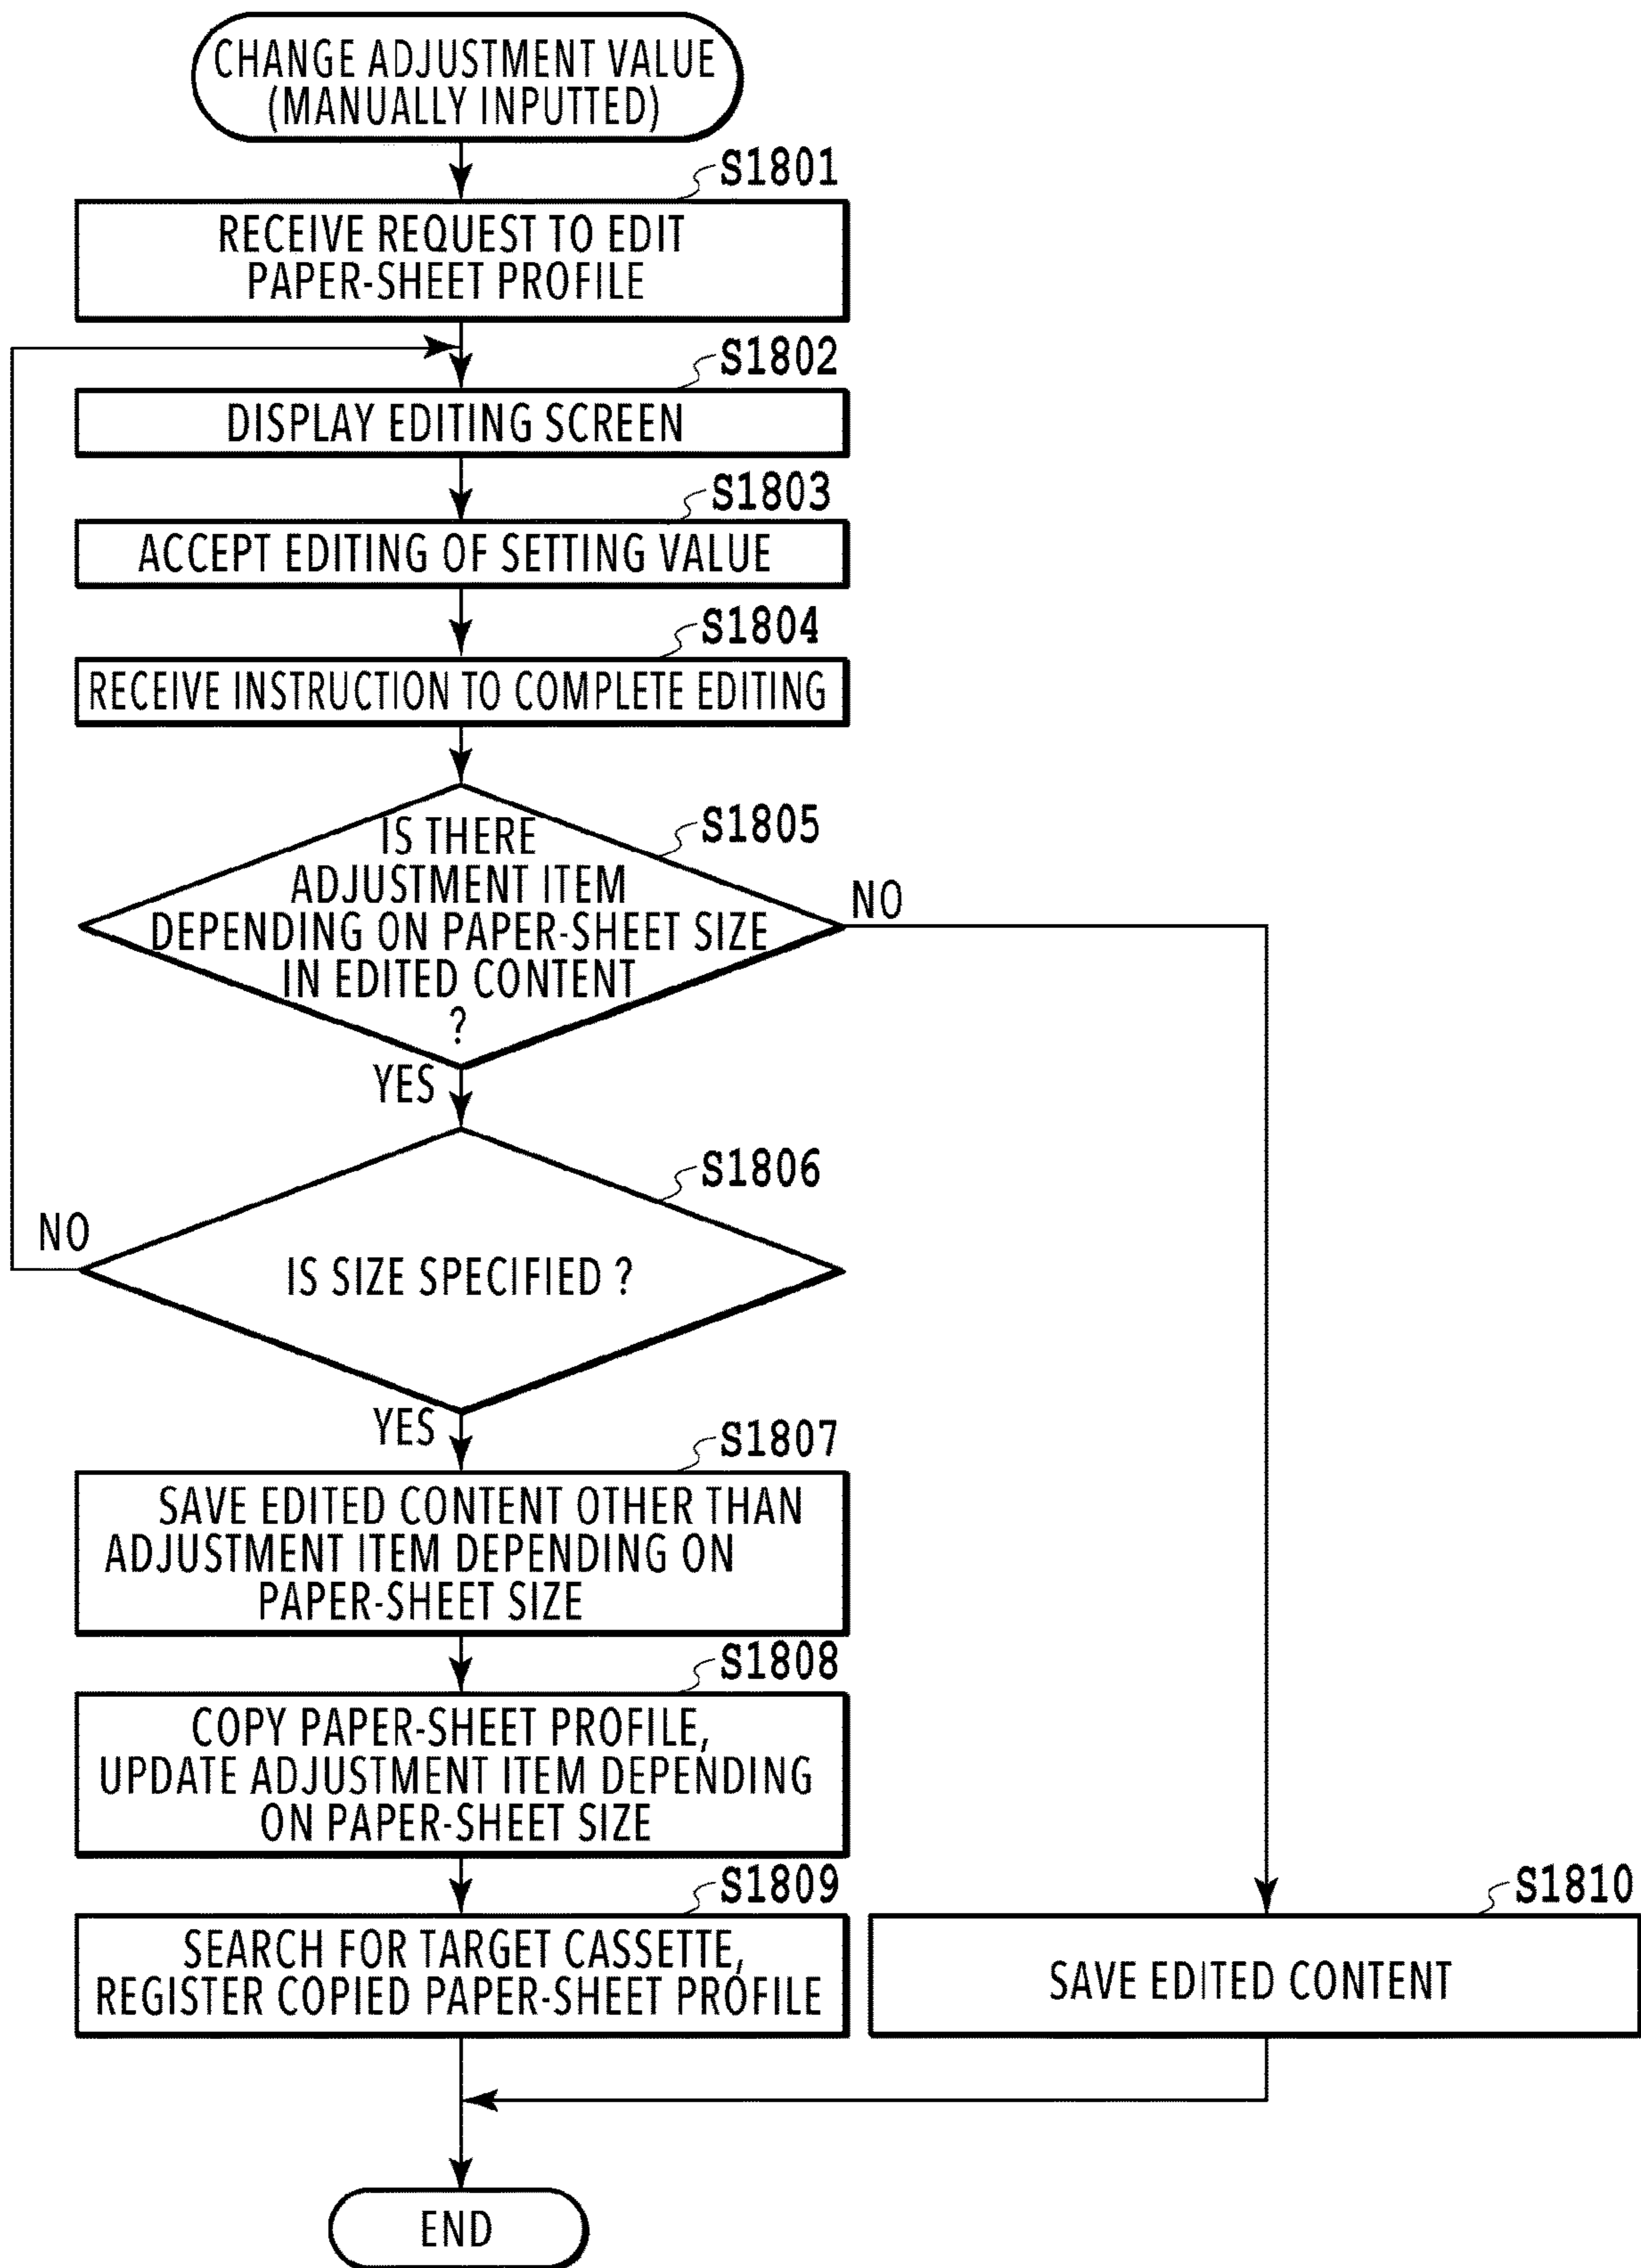 CHANGE ADJUSTMENT VALUE
(MANUALLY INPUTTED)
S1801
RECEIVE REQUEST TO EDIT
PAPER-SHEET PROFILE
S1802
DISPLAY EDITING SCREEN
S1803
ACCEPT EDITING OF SETTING VALUE
S1804
RECEIVE INSTRUCTION TO COMPLETE EDITING
S1805
IS THERE
ADJUSTMENT ITEM
DEPENDING ON PAPER-SHEET SIZE
IN EDITED CONTENT
?
NO
YES
S1806
IS SIZE SPECIFIED ?
NO
YES
S1807
SAVE EDITED CONTENT OTHER THAN
ADJUSTMENT ITEM DEPENDING ON
PAPER-SHEET SIZE
S1808
COPY PAPER-SHEET PROFILE,
UPDATE ADJUSTMENT ITEM DEPENDING
ON PAPER-SHEET SIZE
S1809
SEARCH FOR TARGET CASSETTE,
REGISTER COPIED PAPER-SHEET PROFILE
S1810
SAVE EDITED CONTENT
END